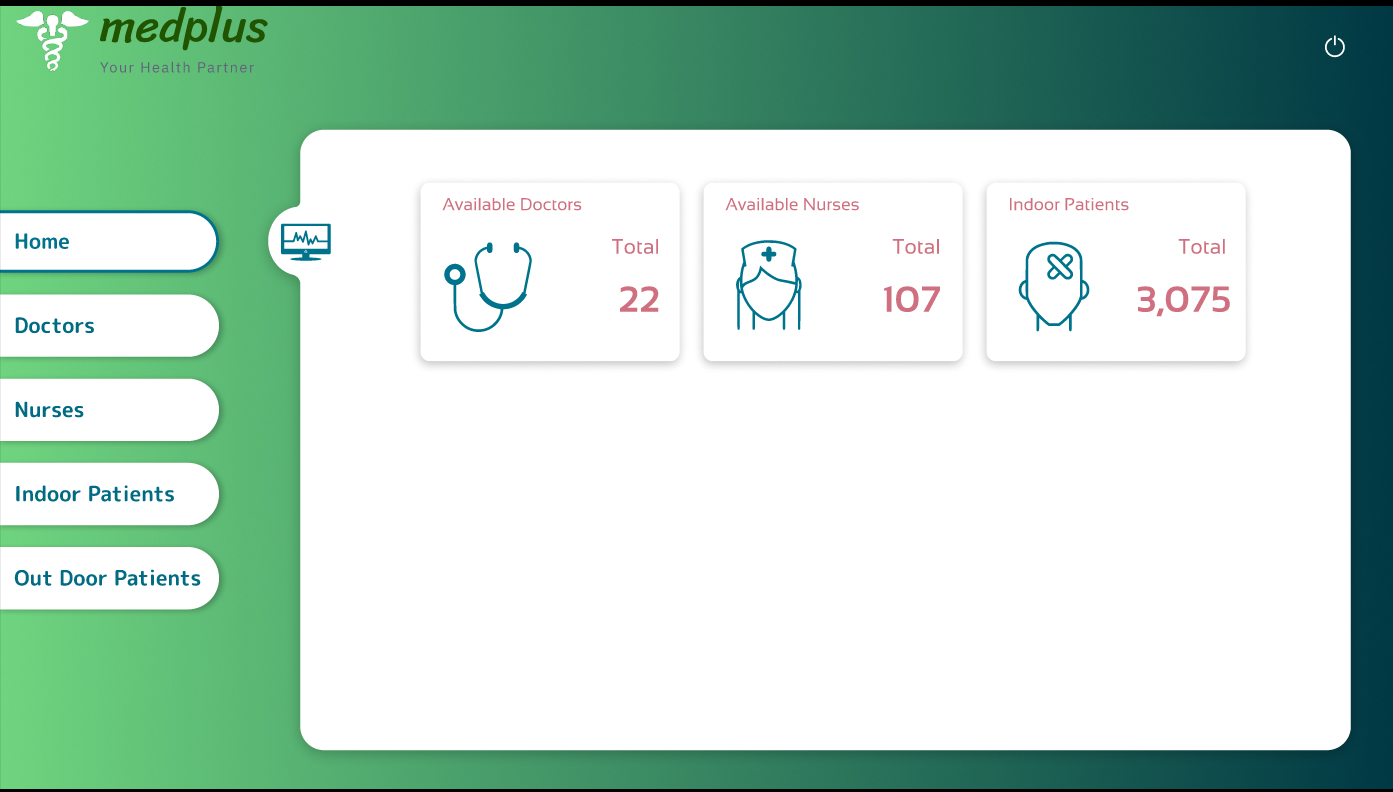 medplus
Your Health Partner
Home
Doctors
Nurses
Indoor Patients
Out Door Patients
Available Doctors
Total
22
Available Nurses
Total
107
Indoor Patients
Total
3,075